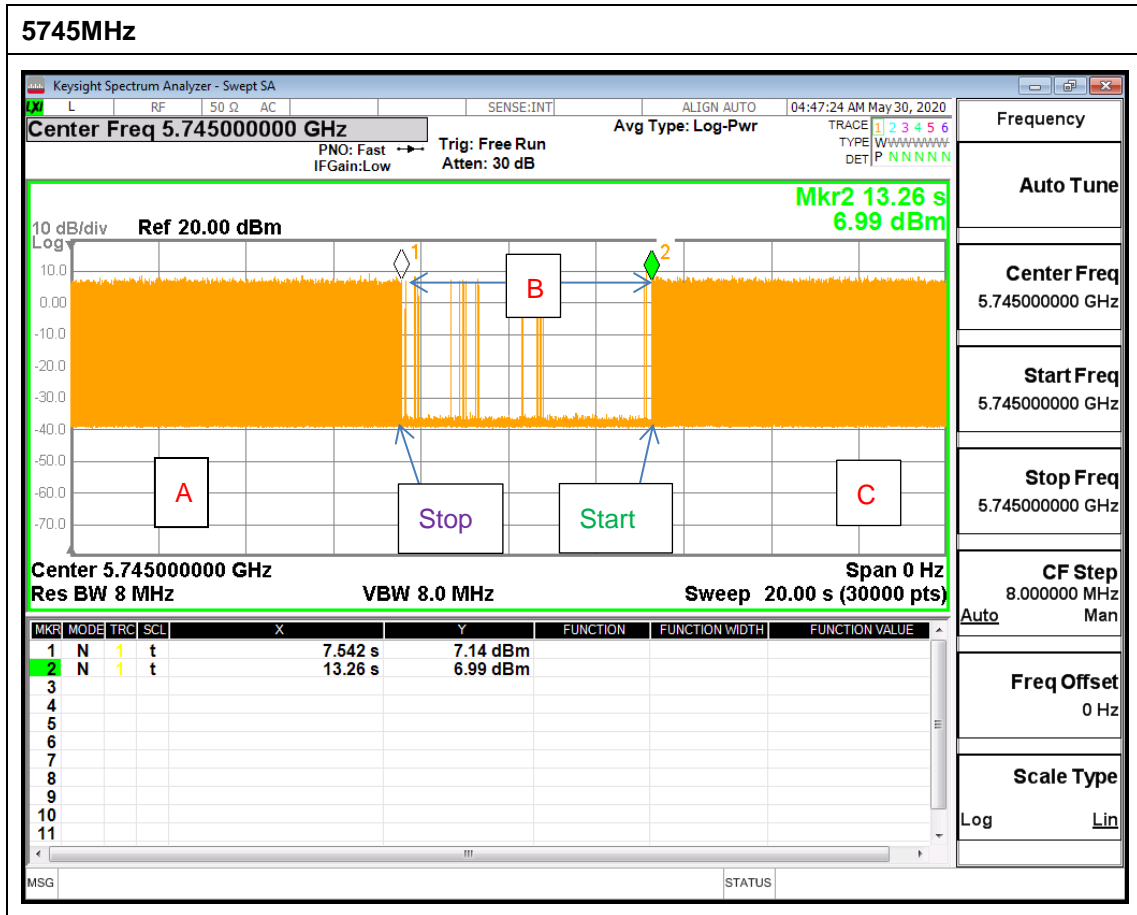 5745MHz
Keysight Spectrum Analyzer - Swept SA
LXI L RF 50 Ω AC SENSE:INT ALIGN AUTO 04:47:24 AM May 30, 2020
Center Freq 5.745000000 GHz
PNO: Fast
IFGain:Low
Trig: Free Run
Atten: 30 dB
Avg Type: Log-Pwr
TRACE 1 2 3 4 5 6
TYPE WWWWWW
DET P N N N N N
Mkr2 13.26 s
6.99 dBm
10 dB/div Ref 20.00 dBm
Log
10.0
0.00
-10.0
-20.0
-30.0
-40.0
-50.0
-60.0
-70.0
1
2
B
A
Stop
Start
C
Center 5.745000000 GHz Span 0 Hz
Res BW 8 MHz VBW 8.0 MHz Sweep 20.00 s (30000 pts)
MKR MODE TRC SCL X Y FUNCTION FUNCTION WIDTH FUNCTION VALUE
1 N 1 t 7.542 s 7.14 dBm
2 N 1 t 13.26 s 6.99 dBm
3
4
5
6
7
8
9
10
11
MSG STATUS
Frequency
Auto Tune
Center Freq
5.745000000 GHz
Start Freq
5.745000000 GHz
Stop Freq
5.745000000 GHz
CF Step
8.000000 MHz
Auto Man
Freq Offset
0 Hz
Scale Type
Log Lin